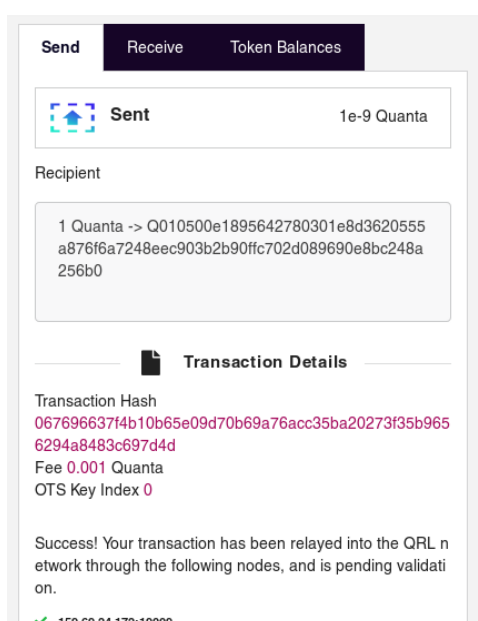 Send Receive Token Balances
Sent 1e-9 Quanta
Recipient
1 Quanta -> Q010500e1895642780301e8d3620555
a876f6a7248eec903b2b90ffc702d089690e8bc248a
256b0
Transaction Details
Transaction Hash
067696637f4b10b65e09d70b69a76acc35ba20273f35b965
6294a8483c697d4d
Fee 0.001 Quanta
OTS Key Index 0
Success! Your transaction has been relayed into the QRL n
etwork through the following nodes, and is pending validati
on.